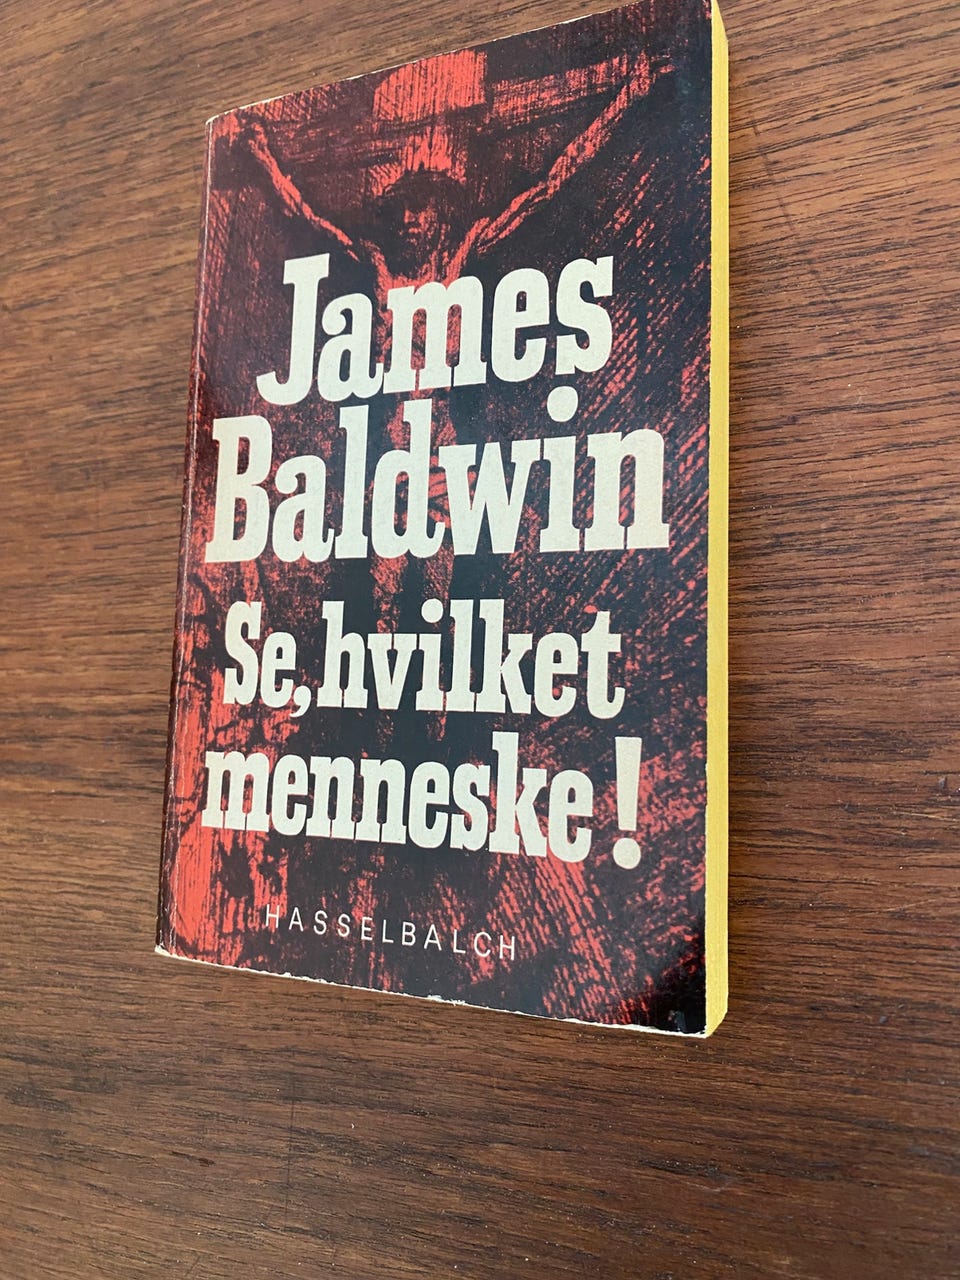 James
Baldwin
Se, hvilket
menneske!
HASSELBALCH